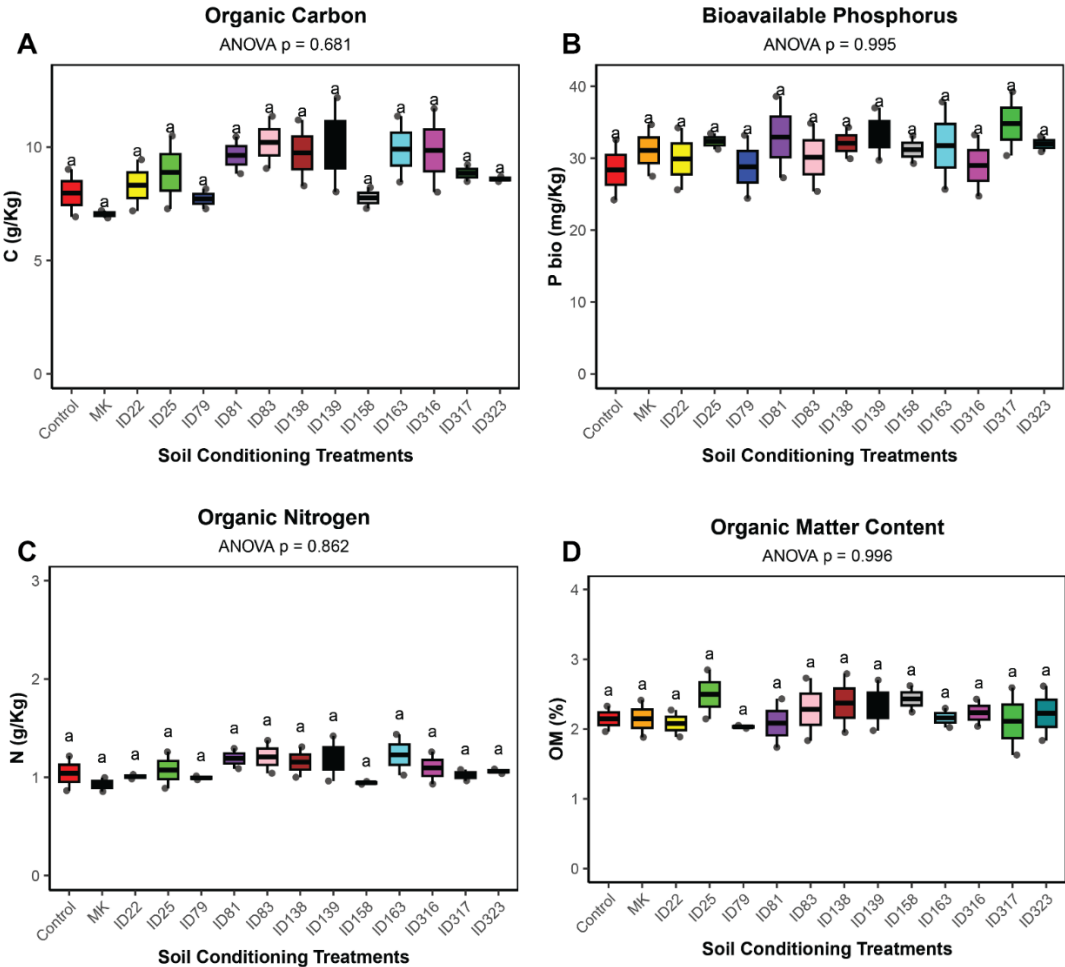 Organic Carbon
A
ANOVA p = 0.681
C (g/Kg)
10
5
0
a a a a a a a a a a a a a a
Control MK ID22 ID25 ID79 ID81 ID83 ID138 ID139 ID158 ID163 ID316 ID317 ID323
Soil Conditioning Treatments
Bioavailable Phosphorus
B
ANOVA p = 0.995
P bio (mg/Kg)
40
30
20
10
0
a a a a a a a a a a a a a a
Control MK ID22 ID25 ID79 ID81 ID83 ID138 ID139 ID158 ID163 ID316 ID317 ID323
Soil Conditioning Treatments
Organic Nitrogen
C
ANOVA p = 0.862
N (g/Kg)
3
2
1
0
a a a a a a a a a a a a a a
Control MK ID22 ID25 ID79 ID81 ID83 ID138 ID139 ID158 ID163 ID316 ID317 ID323
Soil Conditioning Treatments
Organic Matter Content
D
ANOVA p = 0.996
OM (%)
4
3
2
1
0
a a a a a a a a a a a a a a
Control MK ID22 ID25 ID79 ID81 ID83 ID138 ID139 ID158 ID163 ID316 ID317 ID323
Soil Conditioning Treatments